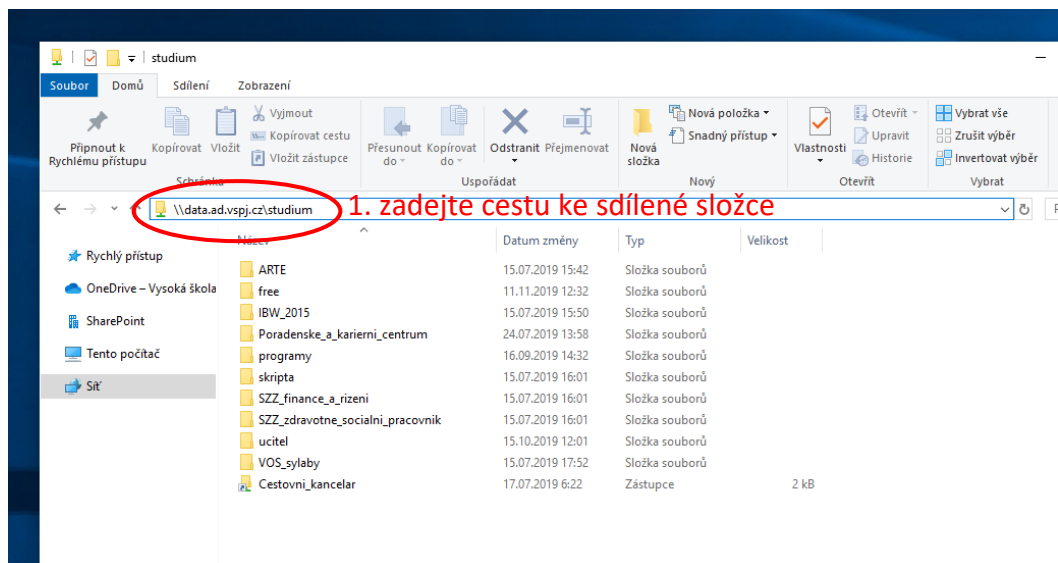 studium
Soubor Domů Sdílení Zobrazení
Připnout k Rychlému přístupu
Kopírovat
Vložit
Vyjmout
Kopírovat cestu
Vložit zástupce
Schránka
Přesunout do
Kopírovat do
Odstranit
Přejmenovat
Uspořádat
Nová složka
Nová položka
Snadný přístup
Nový
Vlastnosti
Otevřít
Upravit
Historie
Otevřít
Vybrat vše
Zrušit výběr
Invertovat výběr
Vybrat
\\data.ad.vspj.cz\studium 1. zadejte cestu ke sdílené složce
Název Datum změny Typ Velikost
Rychlý přístup
OneDrive – Vysoká škola
SharePoint
Tento počítač
Síť
ARTE 15.07.2019 15:42 Složka souborů
free 11.11.2019 12:32 Složka souborů
IBW_2015 15.07.2019 15:50 Složka souborů
Poradenske_a_karierni_centrum 24.07.2019 13:58 Složka souborů
programy 16.09.2019 14:32 Složka souborů
skripta 15.07.2019 16:01 Složka souborů
SZZ_finance_a_rizeni 15.07.2019 16:01 Složka souborů
SZZ_zdravotne_socialni_pracovnik 15.07.2019 16:01 Složka souborů
ucitel 15.10.2019 12:01 Složka souborů
VOS_sylaby 15.07.2019 17:52 Složka souborů
Cestovni_kancelar 17.07.2019 6:22 Zástupce 2 kB